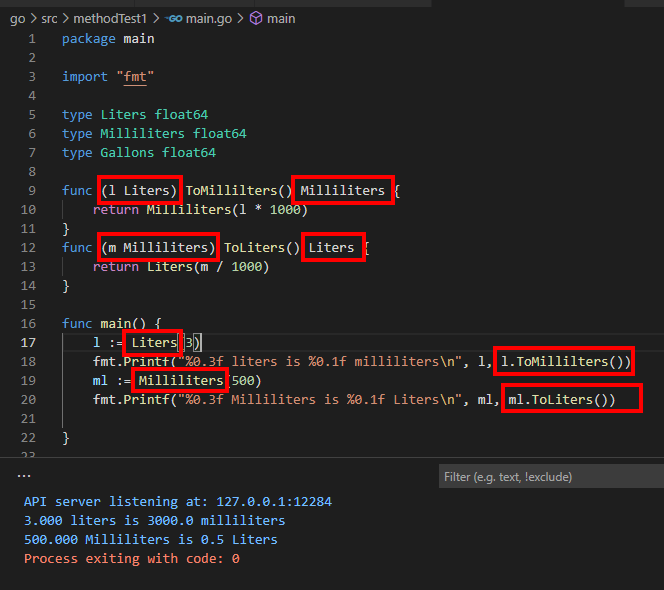 go > src > methodTest1 > GO main.go > main
1 package main
2
3 import "fmt"
4
5 type Liters float64
6 type Milliliters float64
7 type Gallons float64
8
9 func (l Liters) ToMillilters() Milliliters {
10 return Milliliters(l * 1000)
11 }
12 func (m Milliliters) ToLiters() Liters {
13 return Liters(m / 1000)
14 }
15
16 func main() {
17 l := Liters(3)
18 fmt.Printf("%0.3f liters is %0.1f milliliters\n", l, l.ToMillilters())
19 ml := Milliliters(500)
20 fmt.Printf("%0.3f Milliliters is %0.1f Liters\n", ml, ml.ToLiters())
21
22 }
23
... Filter (e.g. text, !exclude)
API server listening at: 127.0.0.1:12284
3.000 liters is 3000.0 milliliters
500.000 Milliliters is 0.5 Liters
Process exiting with code: 0